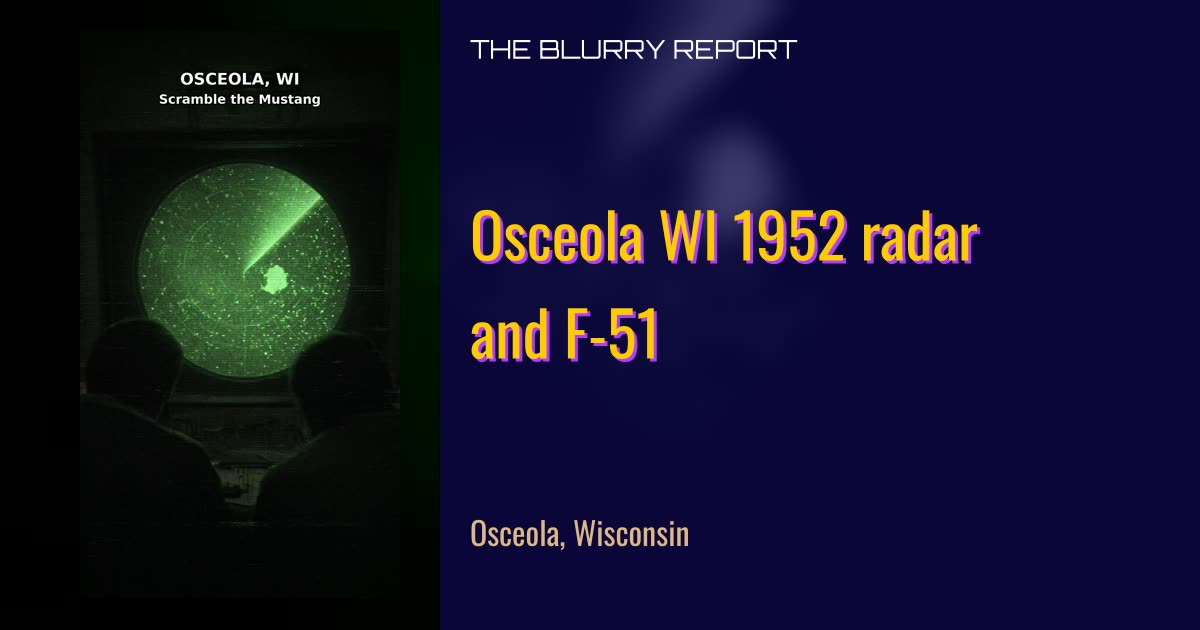 OSCEOLA, WI
Scramble the Mustang
THE BLURRY REPORT
Osceola WI 1952 radar
and F-51
Osceola, Wisconsin